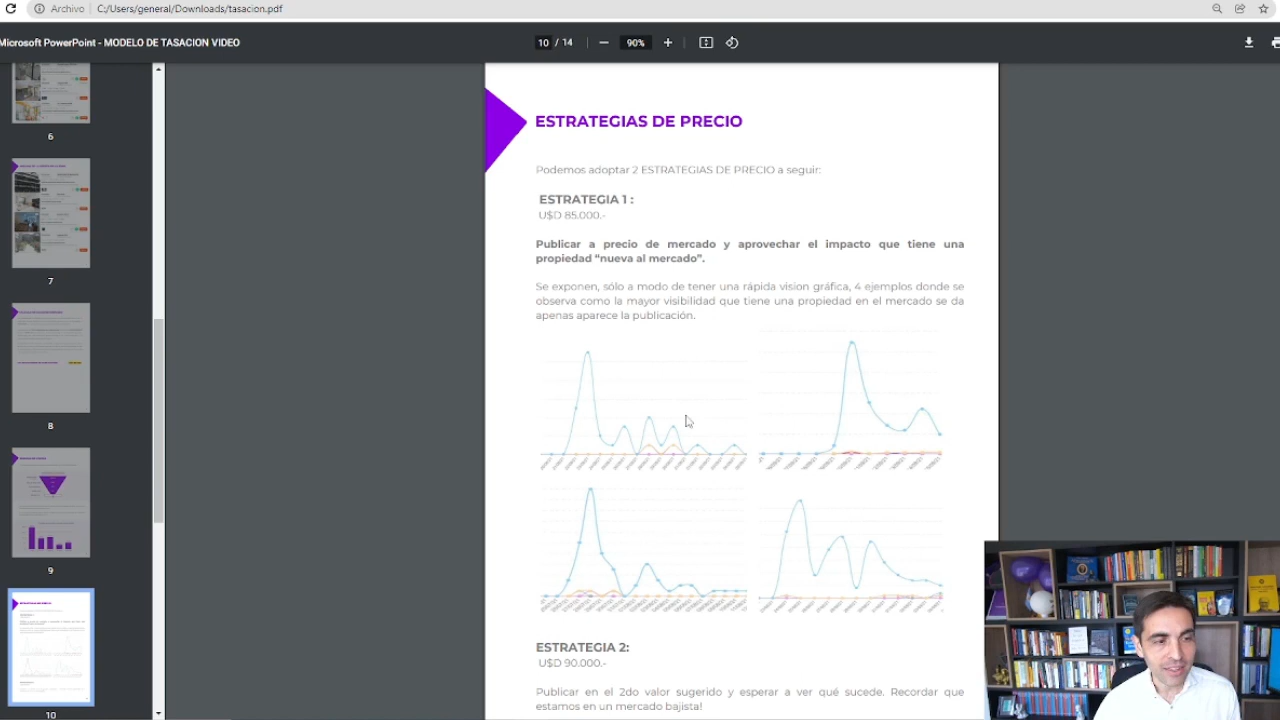 Archivo
C:/Users/general/Downloads/tasacion.pdf
Microsoft PowerPoint - MODELO DE TASACION VIDEO
10 / 14
90%
6
7
8
9
10
ESTRATEGIAS DE PRECIO
Podemos adoptar 2 ESTRATEGIAS DE PRECIO a seguir:
ESTRATEGIA 1 :
U$D 85.000.-
Publicar a precio de mercado y aprovechar el impacto que tiene una
propiedad “nueva al mercado”.
Se exponen, sólo a modo de tener una rápida vision gráfica, 4 ejemplos donde se
observa como la mayor visibilidad que tiene una propiedad en el mercado se da
apenas aparece la publicación.
ESTRATEGIA 2:
U$D 90.000.-
Publicar en el 2do valor sugerido y esperar a ver qué sucede. Recordar que
estamos en un mercado bajista!